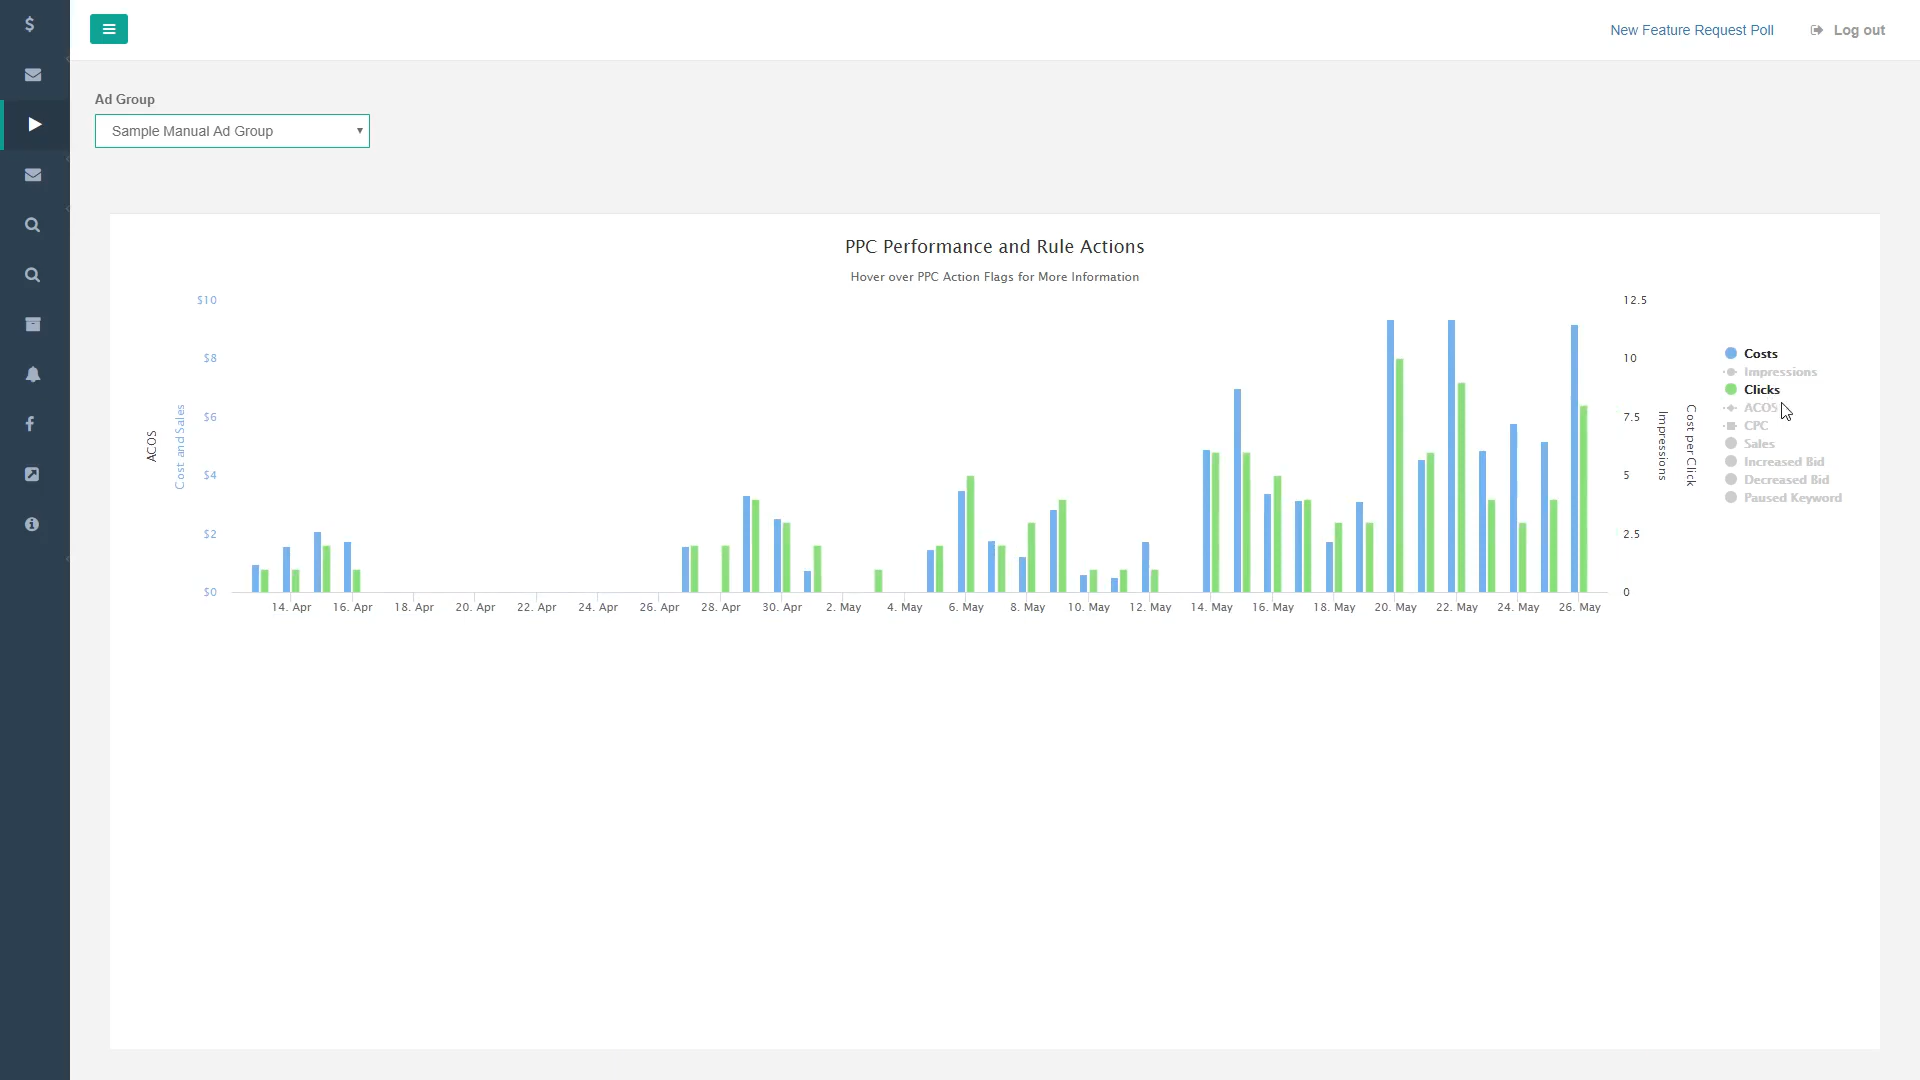 New Feature Request Poll
Log out
Ad Group
Sample Manual Ad Group
PPC Performance and Rule Actions
Hover over PPC Action Flags for More Information
ACOS
Cost and Sales
$10
$8
$6
$4
$2
$0
14. Apr 16. Apr 18. Apr 20. Apr 22. Apr 24. Apr 26. Apr 28. Apr 30. Apr 2. May 4. May 6. May 8. May 10. May 12. May 14. May 16. May 18. May 20. May 22. May 24. May 26. May
12.5
10
7.5
5
2.5
0
Impressions
Cost per Click
Costs
Impressions
Clicks
ACOS
CPC
Sales
Increased Bid
Decreased Bid
Paused Keyword